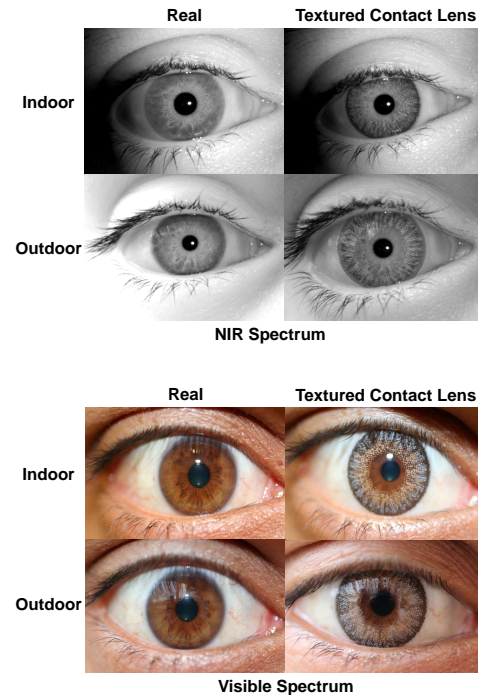 Real Textured Contact Lens
Indoor
Outdoor
NIR Spectrum
Real Textured Contact Lens
Indoor
Outdoor
Visible Spectrum